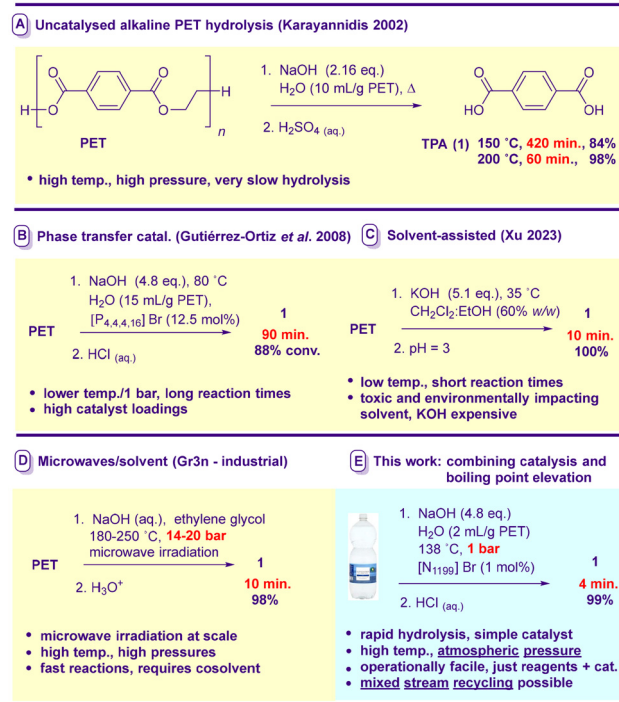 A Uncatalysed alkaline PET hydrolysis (Karayannidis 2002)
O
O
H
O
O
H
n
PET
1. NaOH (2.16 eq.)
H2O (10 mL/g PET), Δ
2. H2SO4 (aq.)
O
HO
O
OH
TPA (1) 150 ˚C, 420 min., 84%
200 ˚C, 60 min., 98%
• high temp., high pressure, very slow hydrolysis
B Phase transfer catal. (Gutiérrez-Ortiz et al. 2008)
PET
1. NaOH (4.8 eq.), 80 ˚C
H2O (15 mL/g PET),
[P4,4,4,16] Br (12.5 mol%)
2. HCl (aq.)
1
90 min.
88% conv.
• lower temp./1 bar, long reaction times
• high catalyst loadings
C Solvent-assisted (Xu 2023)
PET
1. KOH (5.1 eq.), 35 ˚C
CH2Cl2:EtOH (60% w/w)
2. pH = 3
1
10 min.
100%
• low temp., short reaction times
• toxic and environmentally impacting
solvent, KOH expensive
D Microwaves/solvent (Gr3n - industrial)
PET
1. NaOH (aq.), ethylene glycol
180-250 ˚C, 14-20 bar
microwave irradiation
2. H3O+
1
10 min.
98%
• microwave irradiation at scale
• high temp., high pressures
• fast reactions, requires cosolvent
E This work: combining catalysis and
boiling point elevation
1. NaOH (4.8 eq.)
H2O (2 mL/g PET)
138 ˚C, 1 bar
[N1199] Br (1 mol%)
2. HCl (aq.)
1
4 min.
99%
• rapid hydrolysis, simple catalyst
• high temp., atmospheric pressure
• operationally facile, just reagents + cat.
• mixed stream recycling possible